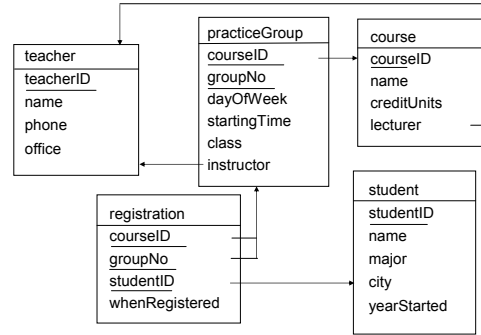 teacher
teacherID
name
phone
office
practiceGroup
courseID
groupNo
dayOfWeek
startingTime
class
instructor
course
courseID
name
creditUnits
lecturer
registration
courseID
groupNo
studentID
whenRegistered
student
studentID
name
major
city
yearStarted